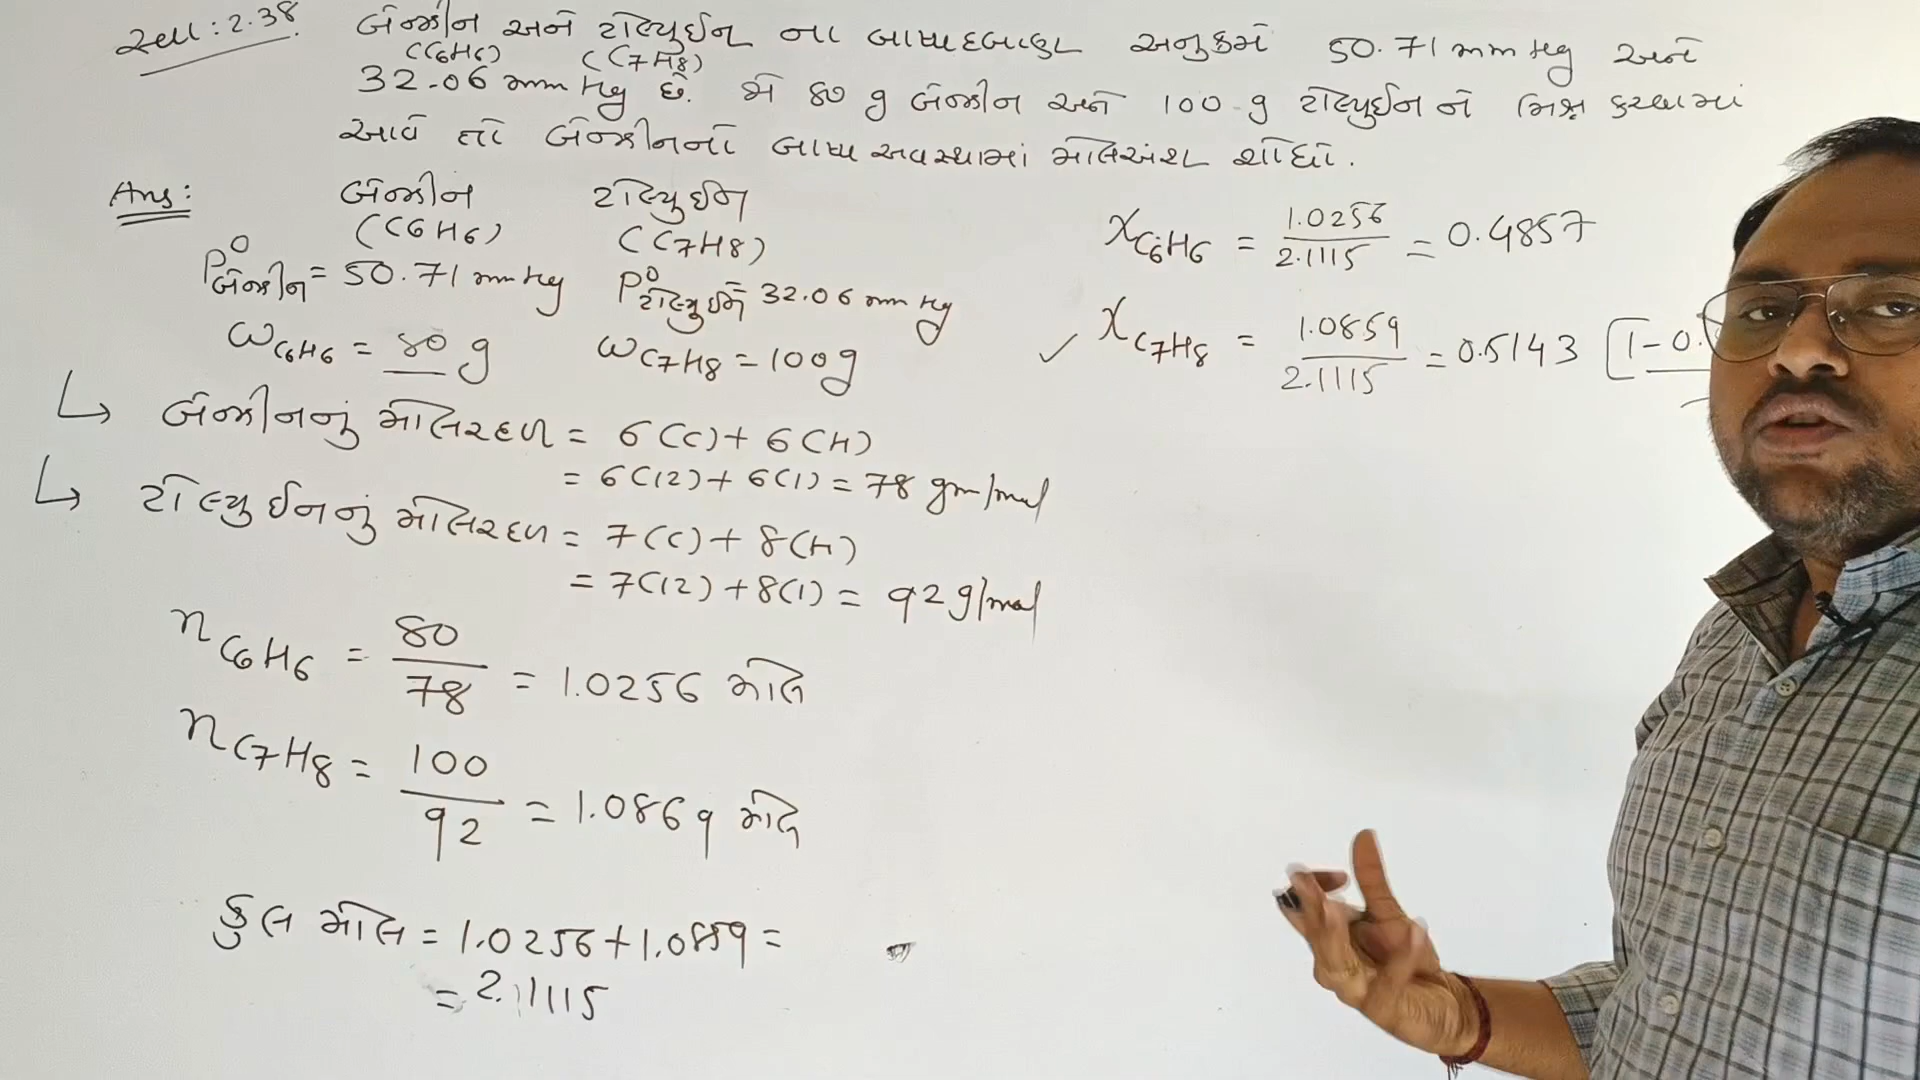 દાખલા : 2.38 બેન્ઝીન અને ટોલ્યુઈન ના બાષ્પદબાણ અનુક્રમે 50.71 mm Hg અને
(C6H6) (C7H8)
32.06 mm Hg છે. જો 80 g બેન્ઝીન અને 100 g ટોલ્યુઈન ને મિશ્ર કરવામાં
આવે તો બેન્ઝીનનો બાષ્પ અવસ્થામાં મોલઅંશ શોધો.
Ans: બેન્ઝીન ટોલ્યુઈન
(C6H6) (C7H8)
P⁰બેન્ઝીન = 50.71 mm Hg P⁰ટોલ્યુઈન = 32.06 mm Hg
WC6H6 = 80 g WC7H8 = 100 g
↳ બેન્ઝીનનું મોલરદળ = 6(C) + 6(H)
= 6(12) + 6(1) = 78 gm/mol
↳ ટોલ્યુઈનનું મોલરદળ = 7(C) + 8(H)
= 7(12) + 8(1) = 92 g/mol
nC6H6 = 80/78 = 1.0256 મોલ
nC7H8 = 100/92 = 1.0869 મોલ
કુલ મોલ = 1.0256 + 1.0859 =
= 2.1115
xC6H6 = 1.0256/2.1115 = 0.4857
✓ xC7H8 = 1.0859/2.1115 = 0.5143 [1 - 0.